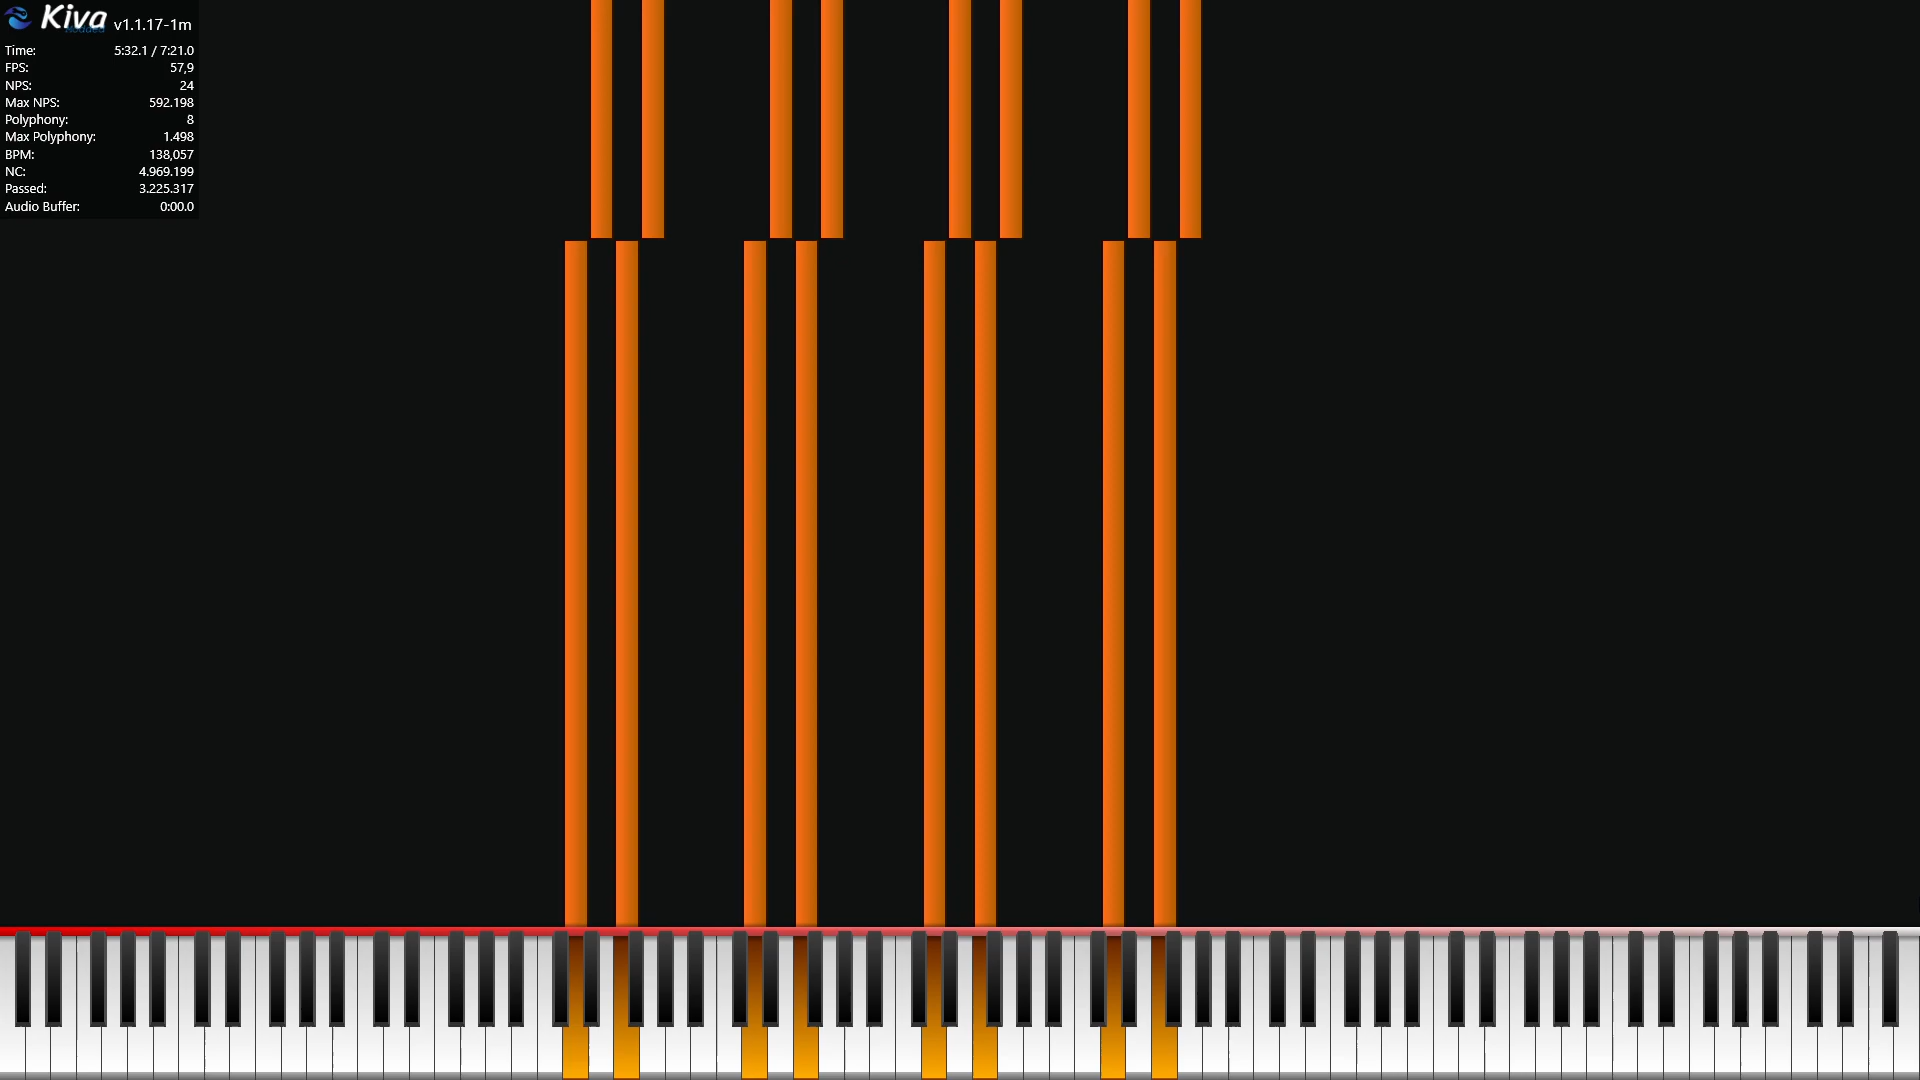 Kiva v1.1.17-1m
Modded
Time: 5:32.1 / 7:21.0
FPS: 57,9
NPS: 24
Max NPS: 592.198
Polyphony: 8
Max Polyphony: 1.498
BPM: 138,057
NC: 4.969.199
Passed: 3.225.317
Audio Buffer: 0:00.0